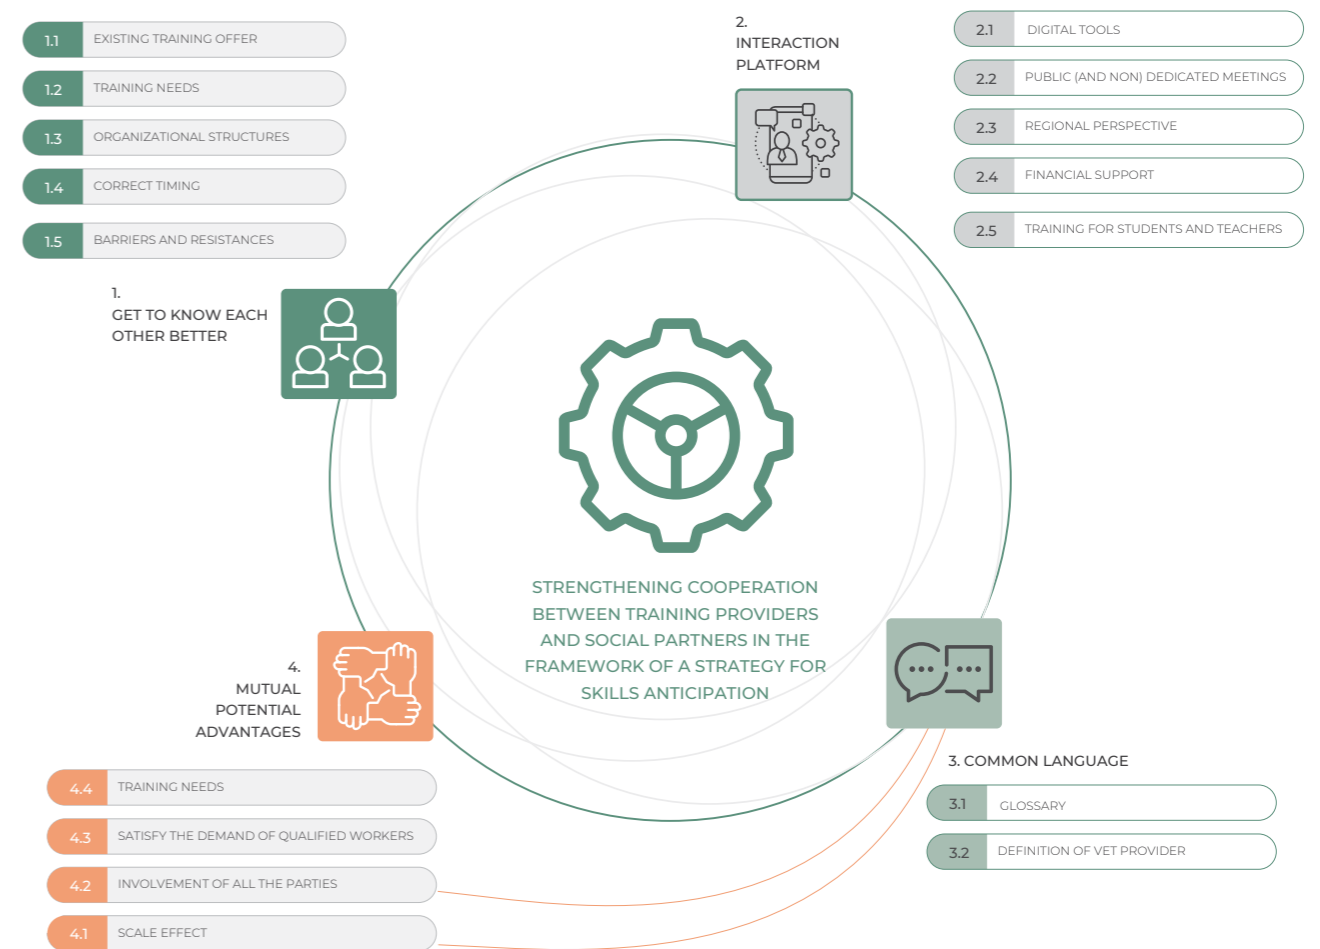 1.1 EXISTING TRAINING OFFER
1.2 TRAINING NEEDS
1.3 ORGANIZATIONAL STRUCTURES
1.4 CORRECT TIMING
1.5 BARRIERS AND RESISTANCES
1.
GET TO KNOW EACH
OTHER BETTER
2.
INTERACTION
PLATFORM
2.1 DIGITAL TOOLS
2.2 PUBLIC (AND NON) DEDICATED MEETINGS
2.3 REGIONAL PERSPECTIVE
2.4 FINANCIAL SUPPORT
2.5 TRAINING FOR STUDENTS AND TEACHERS
STRENGTHENING COOPERATION
BETWEEN TRAINING PROVIDERS
AND SOCIAL PARTNERS IN THE
FRAMEWORK OF A STRATEGY FOR
SKILLS ANTICIPATION
3. COMMON LANGUAGE
3.1 GLOSSARY
3.2 DEFINITION OF VET PROVIDER
4.
MUTUAL
POTENTIAL
ADVANTAGES
4.4 TRAINING NEEDS
4.3 SATISFY THE DEMAND OF QUALIFIED WORKERS
4.2 INVOLVEMENT OF ALL THE PARTIES
4.1 SCALE EFFECT